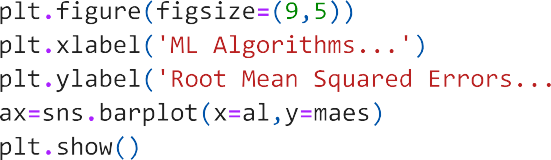 plt.figure(figsize=(9,5))
plt.xlabel('ML Algorithms...')
plt.ylabel('Root Mean Squared Errors...
ax=sns.barplot(x=al,y=maes)
plt.show()